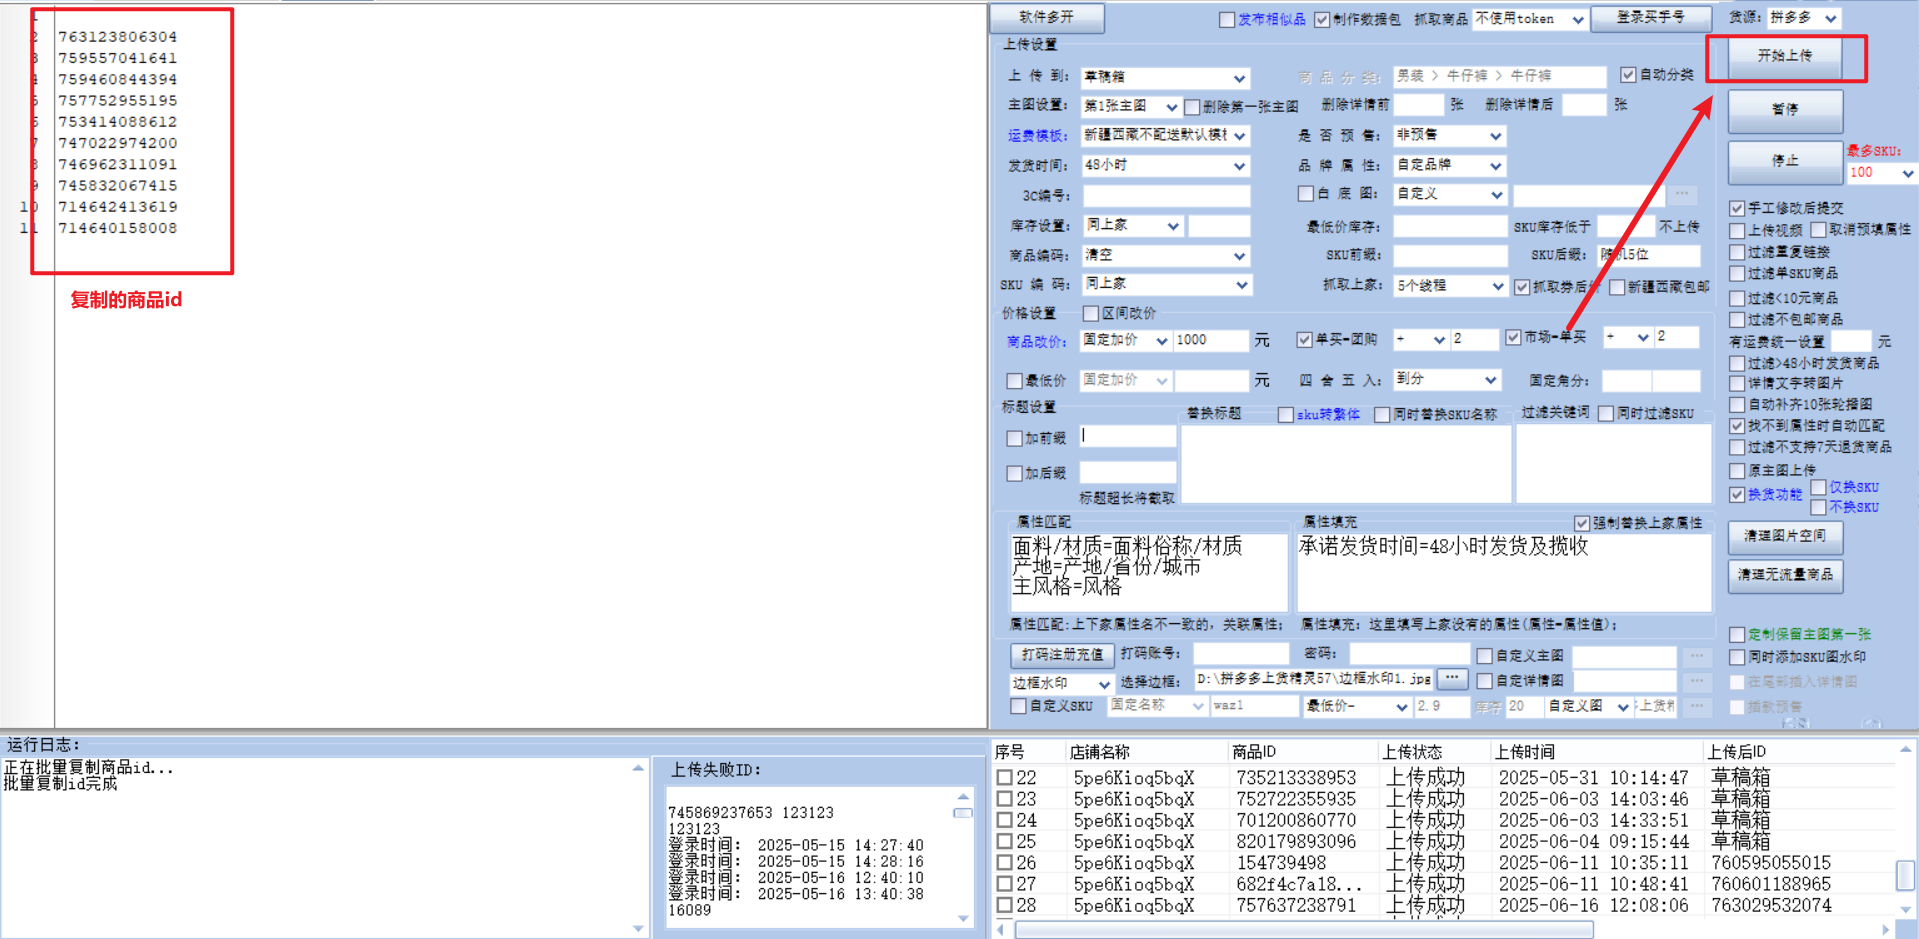 1
2 763123806304
3 759557041641
4 759460844394
5 757752955195
6 753414088612
7 747022974200
8 746962311091
9 745832067415
10 714642413619
11 714640158008
复制的商品id
软件多开 发布相似品 制作数据包 抓取商品 不使用token 登录买手号 货源: 拼多多
上传设置
开始上传
上 传 到: 草稿箱 商 品 分 类: 男装 > 牛仔裤 > 牛仔裤 自动分类
主图设置: 第1张主图 删除第一张主图 删除详情前 张 删除详情后 张
暂停
运费模板: 新疆西藏不配送默认模 是 否 预 售: 非预售
发货时间: 48小时 品 牌 属 性: 自定品牌
停止 最多SKU:
100
3C编号: 白 底 图: 自定义 ...
库存设置: 同上家 最低价库存: SKU库存低于 不上传
商品编码: 清空 SKU前缀: SKU后缀: 5位
SKU 编 码: 同上家 抓取上家: 5个线程 抓取券后 新疆西藏包邮
价格设置 区间改价
商品改价: 固定加价 1000 元 单买-团购 + 2 市场-单买 + 2
最低价 固定加价 元 四 舍 五 入: 到分 固定角分:
标题设置 替换标题 sku转繁体 同时替换SKU名称 过滤关键词 同时过滤SKU
加前缀
加后缀
标题超长将截取
手工修改后提交
上传视频 取消预填属性
过滤重复链接
过滤单SKU商品
过滤<10元商品
过滤不包邮商品
有运费统一设置 元
过滤>48小时发货商品
详情文字转图片
自动补齐10张轮播图
找不到属性时自动匹配
过滤不支持7天退货商品
原主图上传
换货功能 仅换SKU
不换SKU
清理图片空间
清理无流量商品
属性匹配 属性填充 强制替换上家属性
面料/材质=面料俗称/材质 承诺发货时间=48小时发货及揽收
产地=产地/省份/城市
主风格=风格
属性匹配:上下家属性名不一致的, 关联属性; 属性填充: 这里填写上家没有的属性(属性=属性值);
打码注册充值 打码账号: 密码: 自定义主图 ...
边框水印 选择边框: D:\拼多多上货精灵57\边框水印1.jpg ... 自定详情图 ...
自定义SKU 固定名称 waz1 最低价- 2.9 库存 20 自定义图 上货精 ...
定制保留主图第一张
同时添加SKU图水印
在尾部插入详情图
插款预售
运行日志:
正在批量复制商品id...
批量复制id完成
上传失败ID:
745869237653 123123
123123
登录时间: 2025-05-15 14:27:40
登录时间: 2025-05-15 14:28:16
登录时间: 2025-05-16 12:40:10
登录时间: 2025-05-16 13:40:38
16089
序号 店铺名称 商品ID 上传状态 上传时间 上传后ID
22 5pe6Kioq5bqX 735213338953 上传成功 2025-05-31 10:14:47 草稿箱
23 5pe6Kioq5bqX 752722355935 上传成功 2025-06-03 14:03:46 草稿箱
24 5pe6Kioq5bqX 701200860770 上传成功 2025-06-03 14:33:51 草稿箱
25 5pe6Kioq5bqX 820179893096 上传成功 2025-06-04 09:15:44 草稿箱
26 5pe6Kioq5bqX 154739498 上传成功 2025-06-11 10:35:11 760595055015
27 5pe6Kioq5bqX 682f4c7a18... 上传成功 2025-06-11 10:48:41 760601188965
28 5pe6Kioq5bqX 757637238791 上传成功 2025-06-16 12:08:06 763029532074